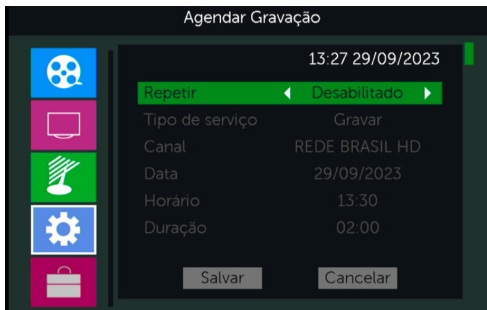 Agendar Gravação
13:27 29/09/2023
Repetir Desabilitado
Tipo de serviço Gravar
Canal REDE BRASIL HD
Data 29/09/2023
Horário 13:30
Duração 02:00
Salvar Cancelar